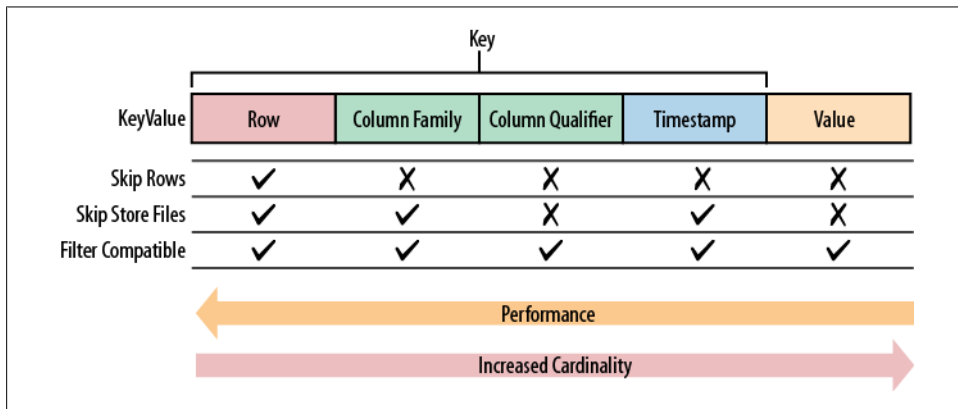 Key
KeyValue Row Column Family Column Qualifier Timestamp Value
Skip Rows ✓ ✗ ✗ ✗ ✗
Skip Store Files ✓ ✓ ✗ ✓ ✗
Filter Compatible ✓ ✓ ✓ ✓ ✓
Performance
Increased Cardinality